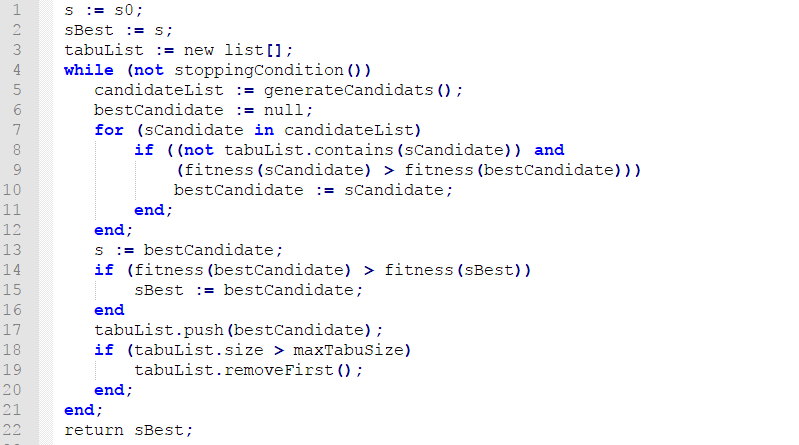 1 s := s0;
2 sBest := s;
3 tabuList := new list[];
4 while (not stoppingCondition())
5 candidateList := generateCandidats();
6 bestCandidate := null;
7 for (sCandidate in candidateList)
8 if ((not tabuList.contains(sCandidate)) and
9 (fitness(sCandidate) > fitness(bestCandidate)))
10 bestCandidate := sCandidate;
11 end;
12 end;
13 s := bestCandidate;
14 if (fitness(bestCandidate) > fitness(sBest))
15 sBest := bestCandidate;
16 end
17 tabuList.push(bestCandidate);
18 if (tabuList.size > maxTabuSize)
19 tabuList.removeFirst();
20 end;
21 end;
22 return sBest;